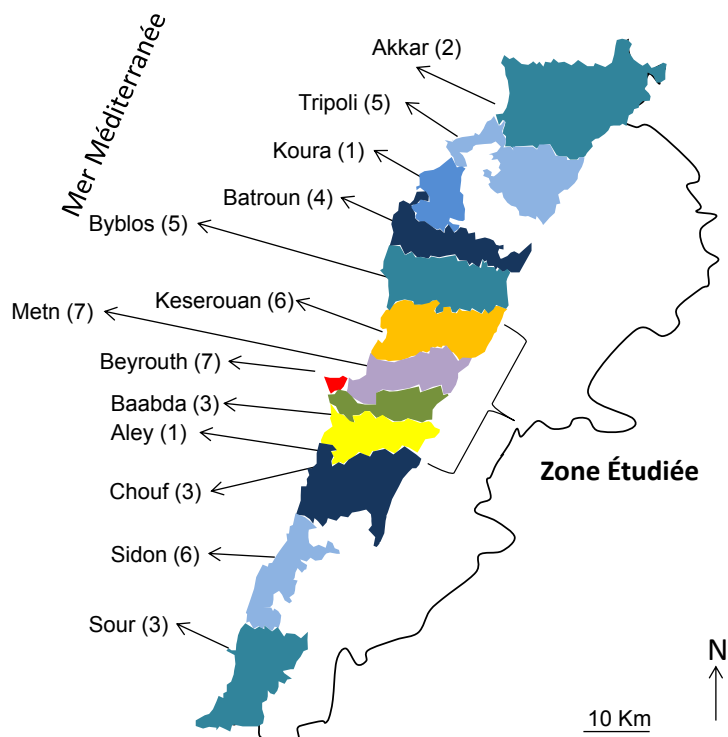 Mer Méditerranée
Akkar (2)
Tripoli (5)
Koura (1)
Batroun (4)
Byblos (5)
Keserouan (6)
Metn (7)
Beyrouth (7)
Baabda (3)
Aley (1)
Chouf (3)
Zone Étudiée
Sidon (6)
Sour (3)
N
10 Km